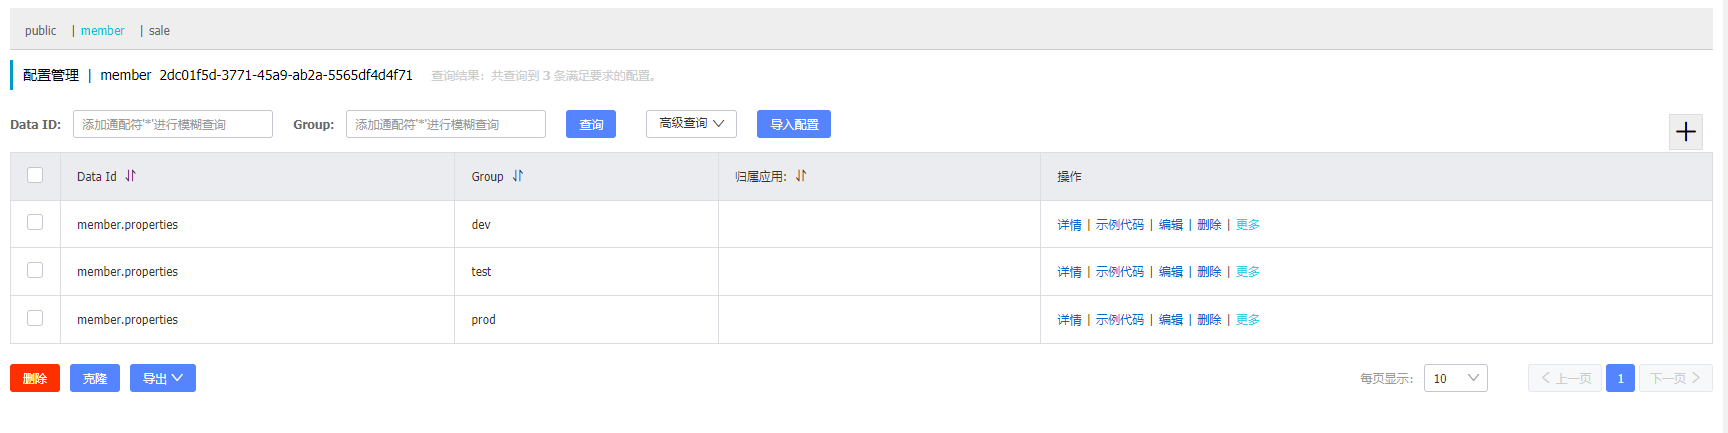 public | member | sale
配置管理 | member 2dc01f5d-3771-45a9-ab2a-5565df4d4f71 查询结果：共查询到 3 条满足要求的配置。
Data ID: 添加通配符'*'进行模糊查询 Group: 添加通配符'*'进行模糊查询 查询 高级查询 导入配置
Data Id Group 归属应用: 操作
member.properties dev 详情 | 示例代码 | 编辑 | 删除 | 更多
member.properties test 详情 | 示例代码 | 编辑 | 删除 | 更多
member.properties prod 详情 | 示例代码 | 编辑 | 删除 | 更多
删除 克隆 导出 每页显示: 10 上一页 1 下一页